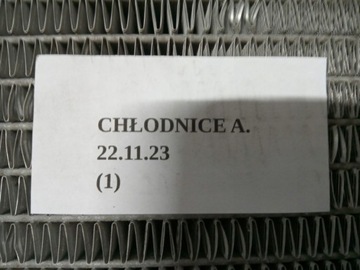 CHŁODNICE A.
22.11.23
(1)